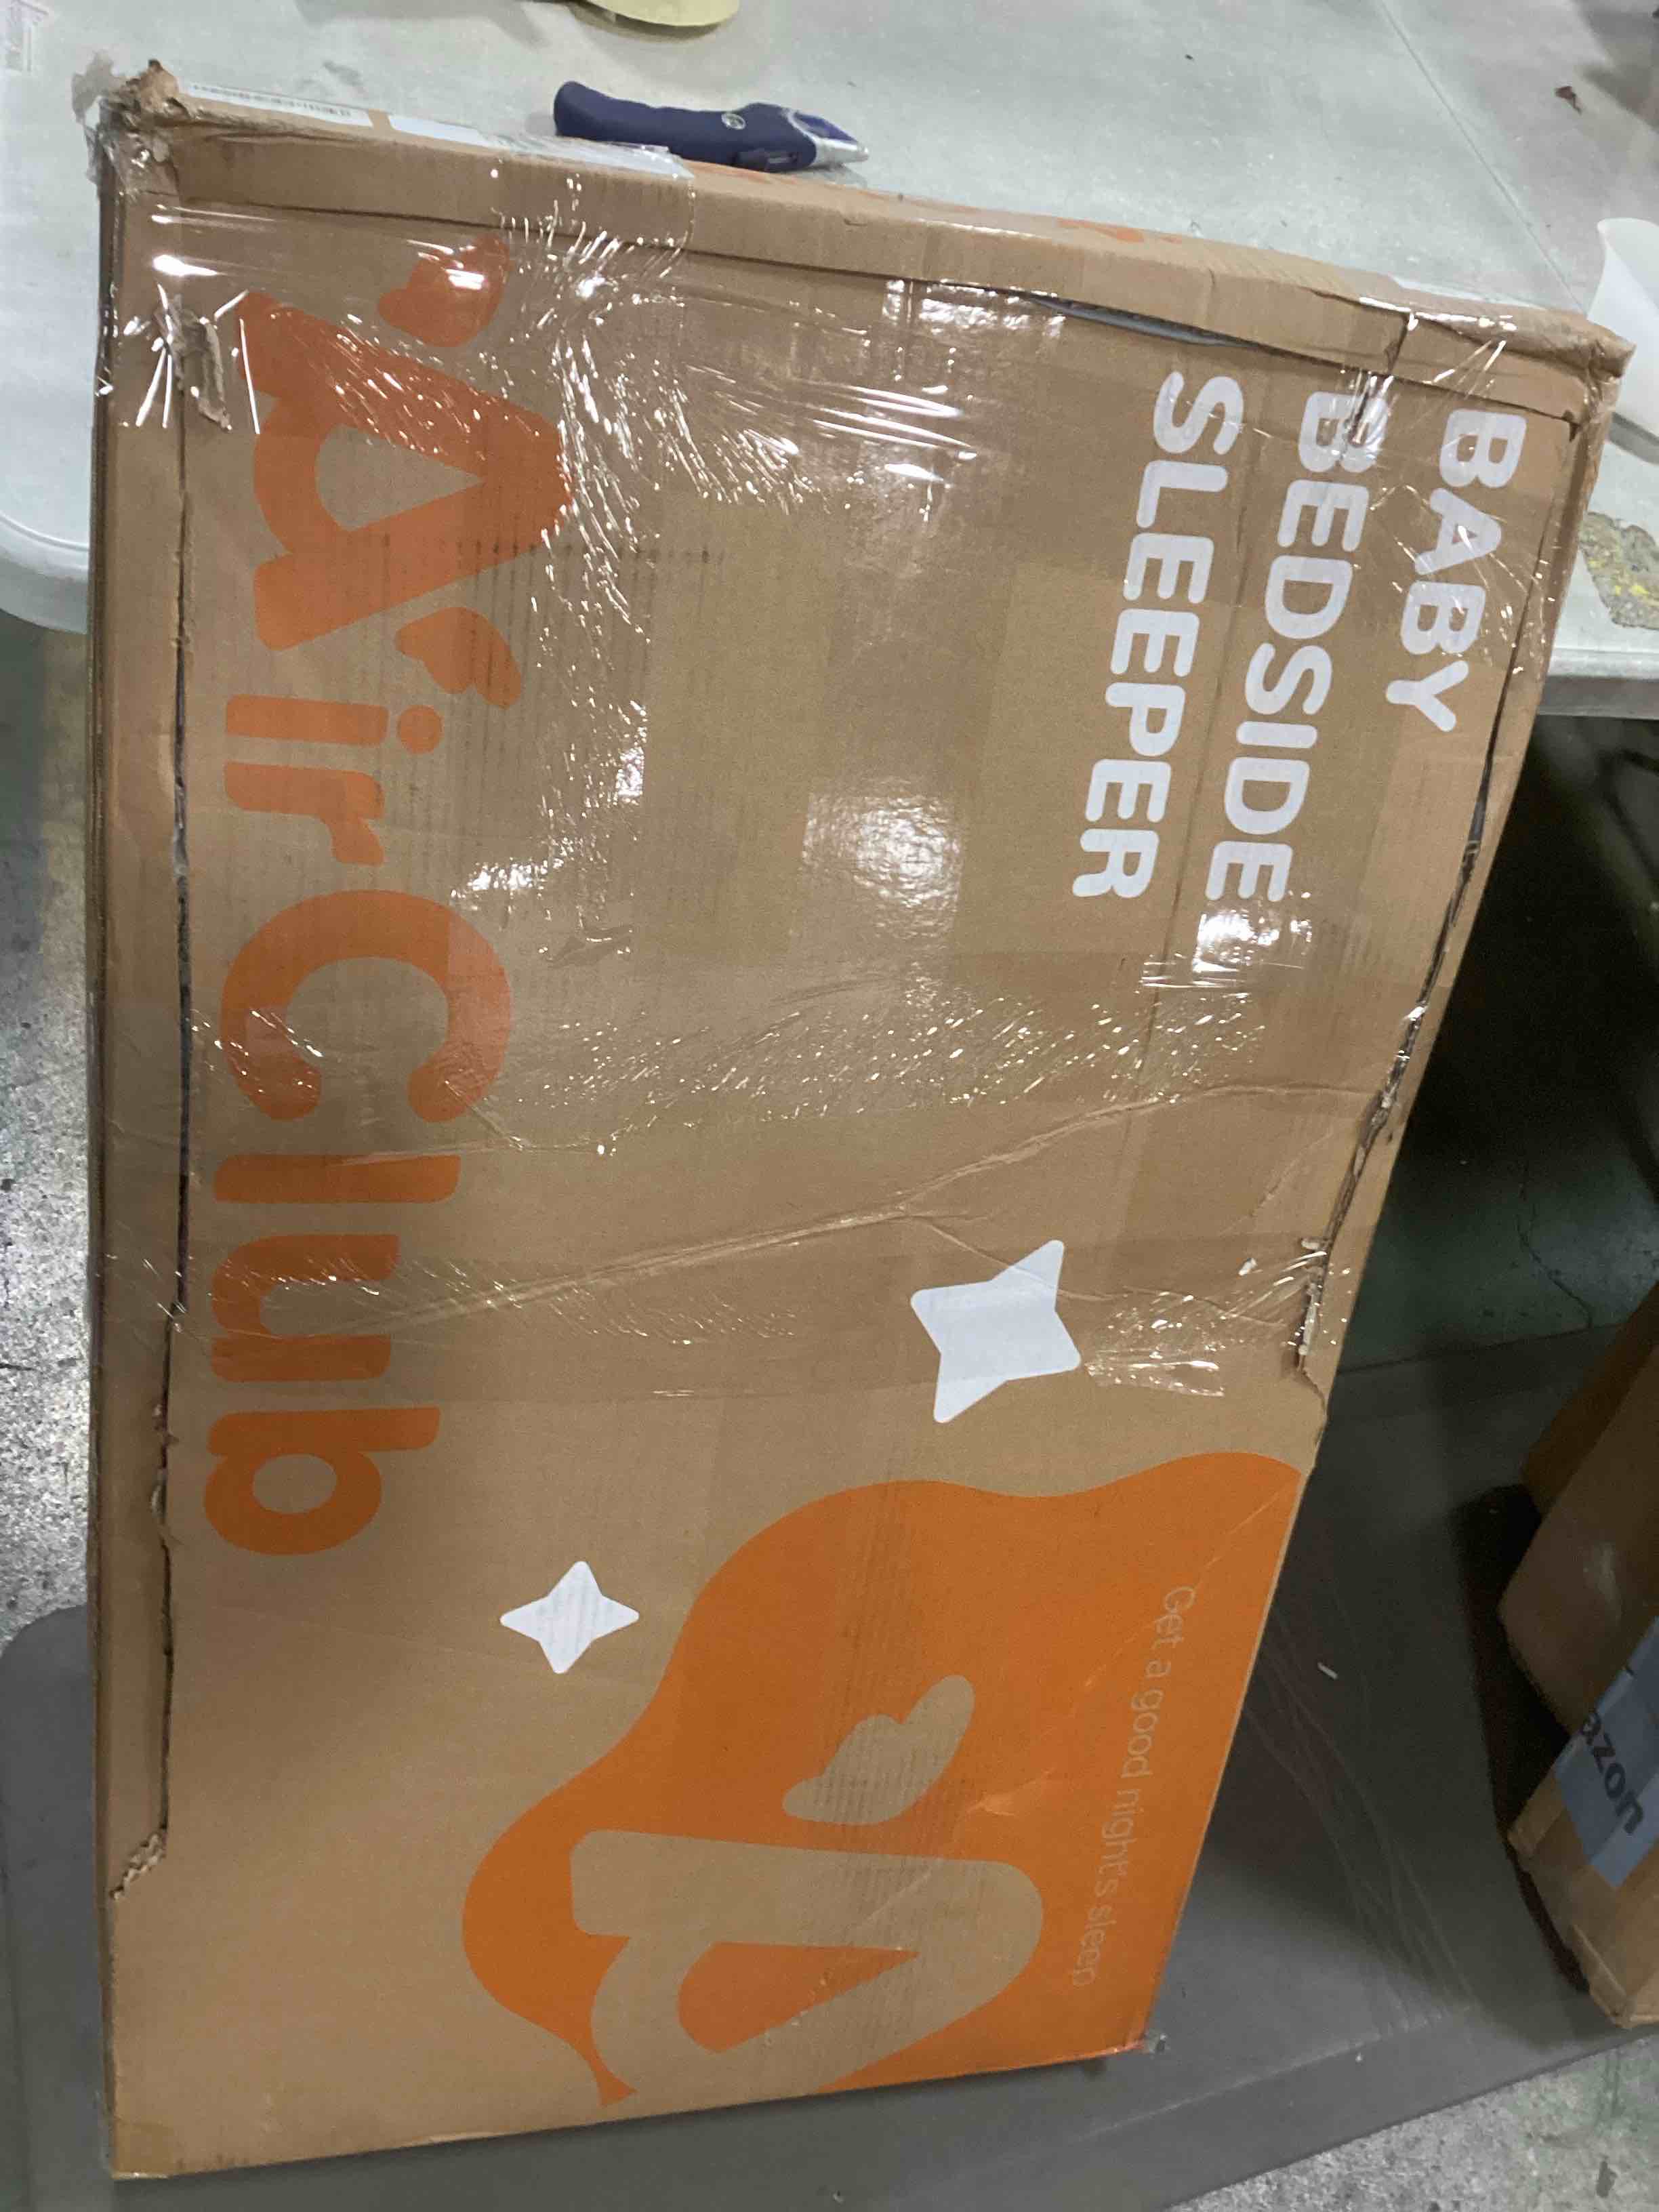 BABY
BEDSIDE
SLEEPER
AirClub
Get a good night's sleep
azon